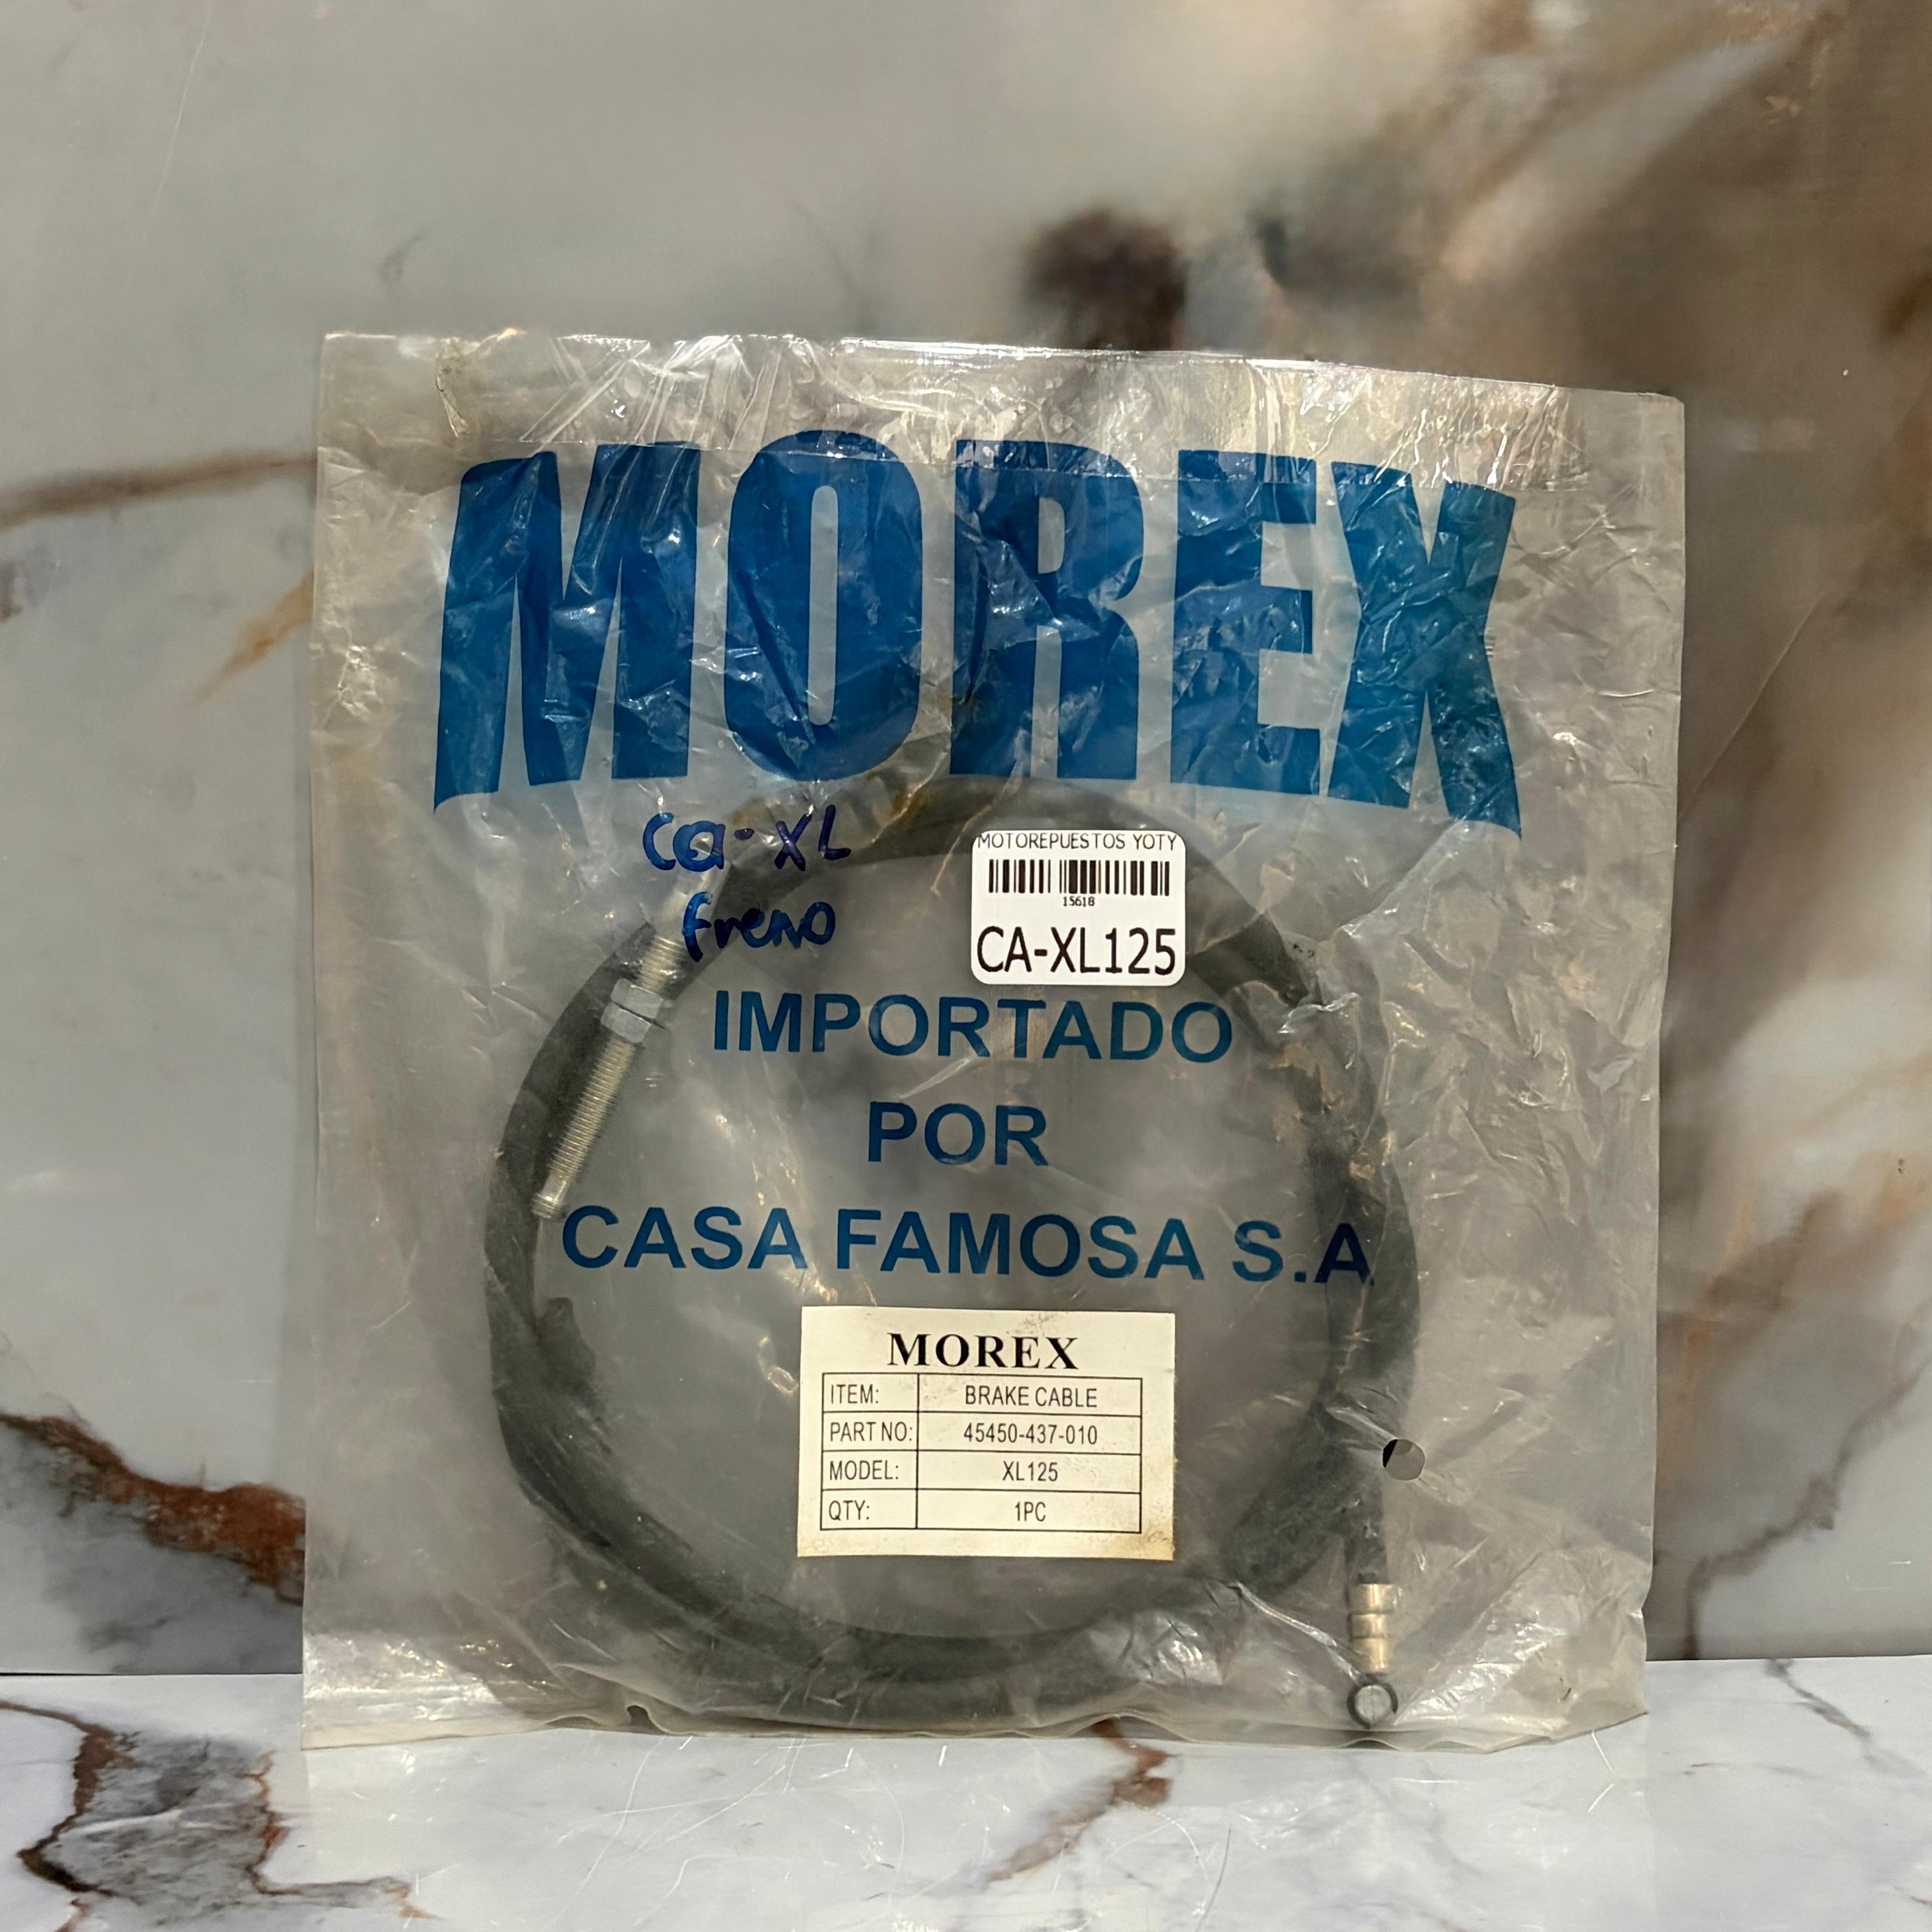 MOREX
ca-XL
freno
MOTOREPUESTOS YOTY
15618
CA-XL125
IMPORTADO
POR
CASA FAMOSA S.A.
MOREX
ITEM: BRAKE CABLE
PART NO: 45450-437-010
MODEL: XL125
QTY: 1PC